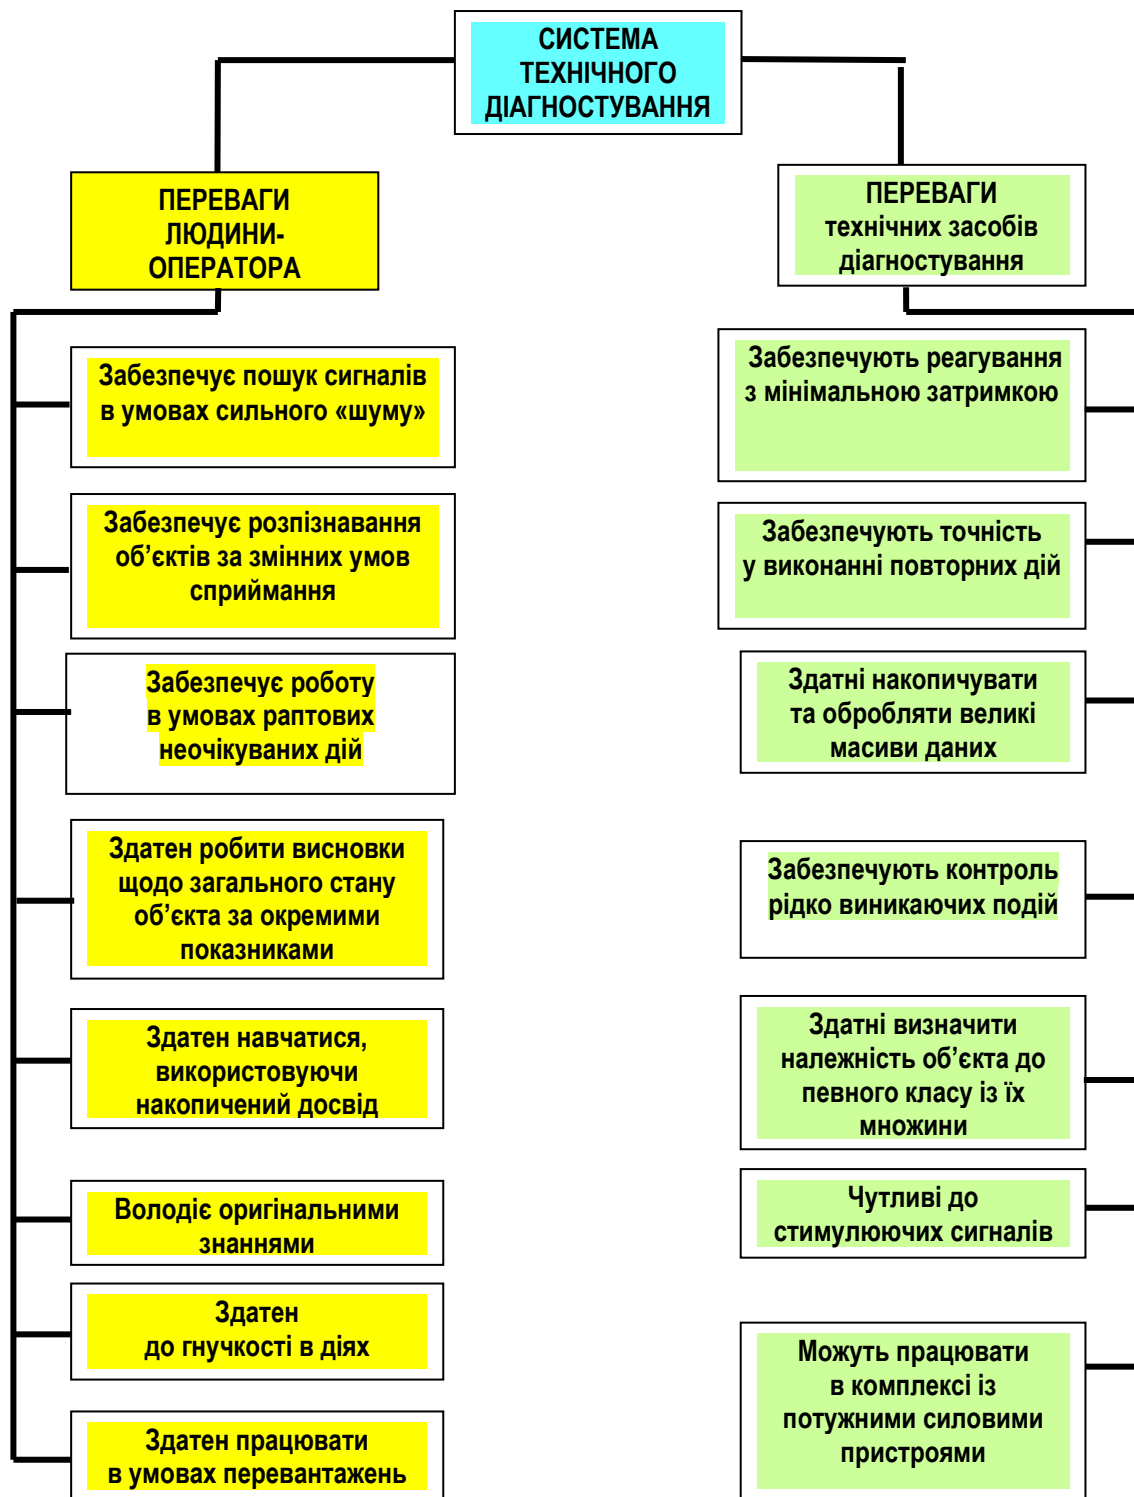 СИСТЕМА
ТЕХНІЧНОГО
ДІАГНОСТУВАННЯ
ПЕРЕВАГИ
ЛЮДИНИ-
ОПЕРАТОРА
Забезпечує пошук сигналів
в умовах сильного «шуму»
Забезпечує розпізнавання
об’єктів за змінних умов
сприймання
Забезпечує роботу
в умовах раптових
неочікуваних дій
Здатен робити висновки
щодо загального стану
об’єкта за окремими
показниками
Здатен навчатися,
використовуючи
накопичений досвід
Володіє оригінальними
знаннями
Здатен
до гнучкості в діях
Здатен працювати
в умовах перевантажень
ПЕРЕВАГИ
технічних засобів
діагностування
Забезпечують реагування
з мінімальною затримкою
Забезпечують точність
у виконанні повторних дій
Здатні накопичувати
та обробляти великі
масиви даних
Забезпечують контроль
рідко виникаючих подій
Здатні визначити
належність об’єкта до
певного класу із їх
множини
Чутливі до
стимулюючих сигналів
Можуть працювати
в комплексі із
потужними силовими
пристроями